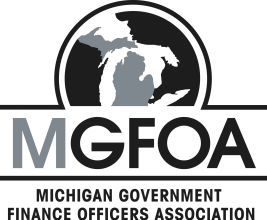 MGFOA
MICHIGAN GOVERNMENT
FINANCE OFFICERS ASSOCIATION